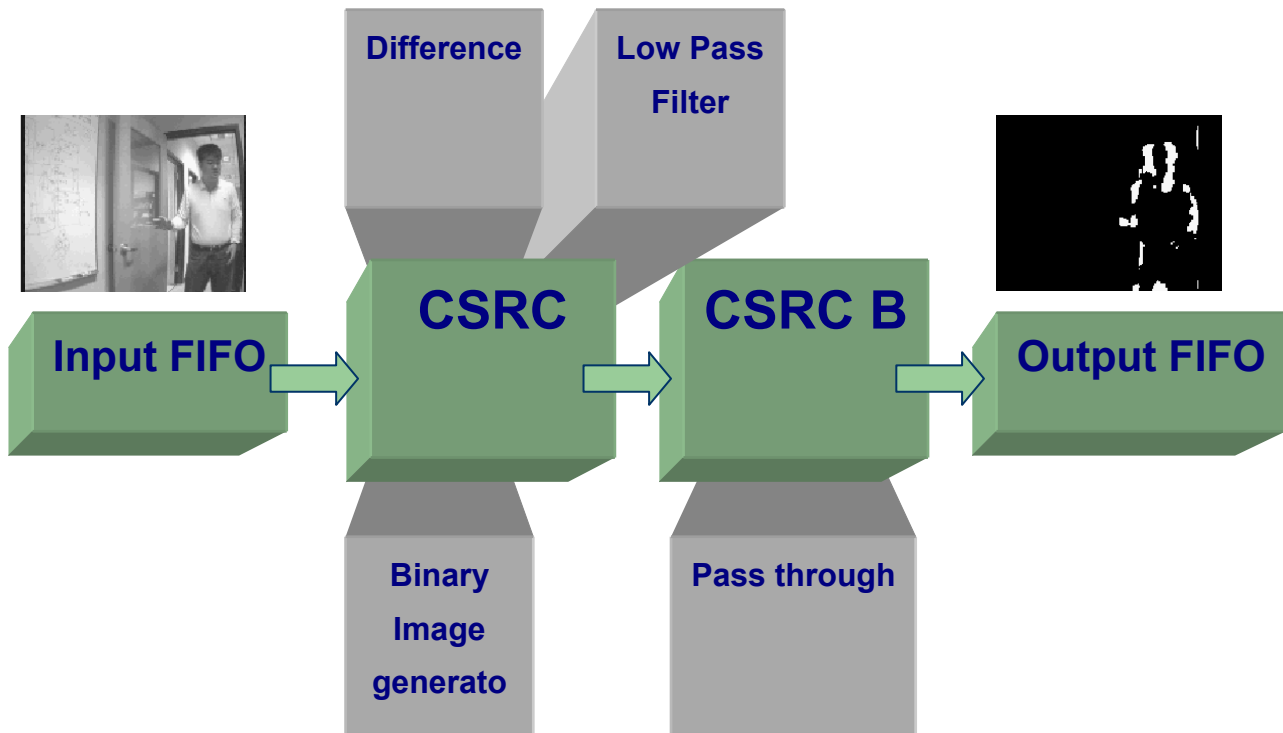 Difference
Low Pass
Filter
Input FIFO
CSRC
CSRC B
Output FIFO
Binary
Image
generato
Pass through